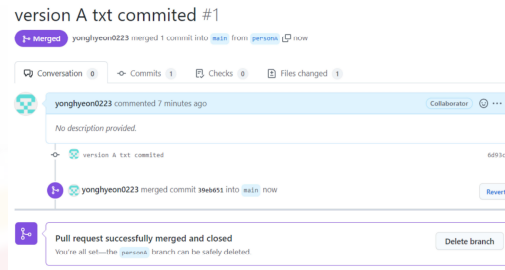 version A txt commited #1
Merged yonghyeon0223 merged 1 commit into main from personA now
Conversation 0 Commits 1 Checks 0 Files changed 1
yonghyeon0223 commented 7 minutes ago Collaborator
No description provided.
version A txt commited
yonghyeon0223 merged commit 39eb651 into main now Revert
Pull request successfully merged and closed Delete branch
You're all set—the personA branch can be safely deleted.